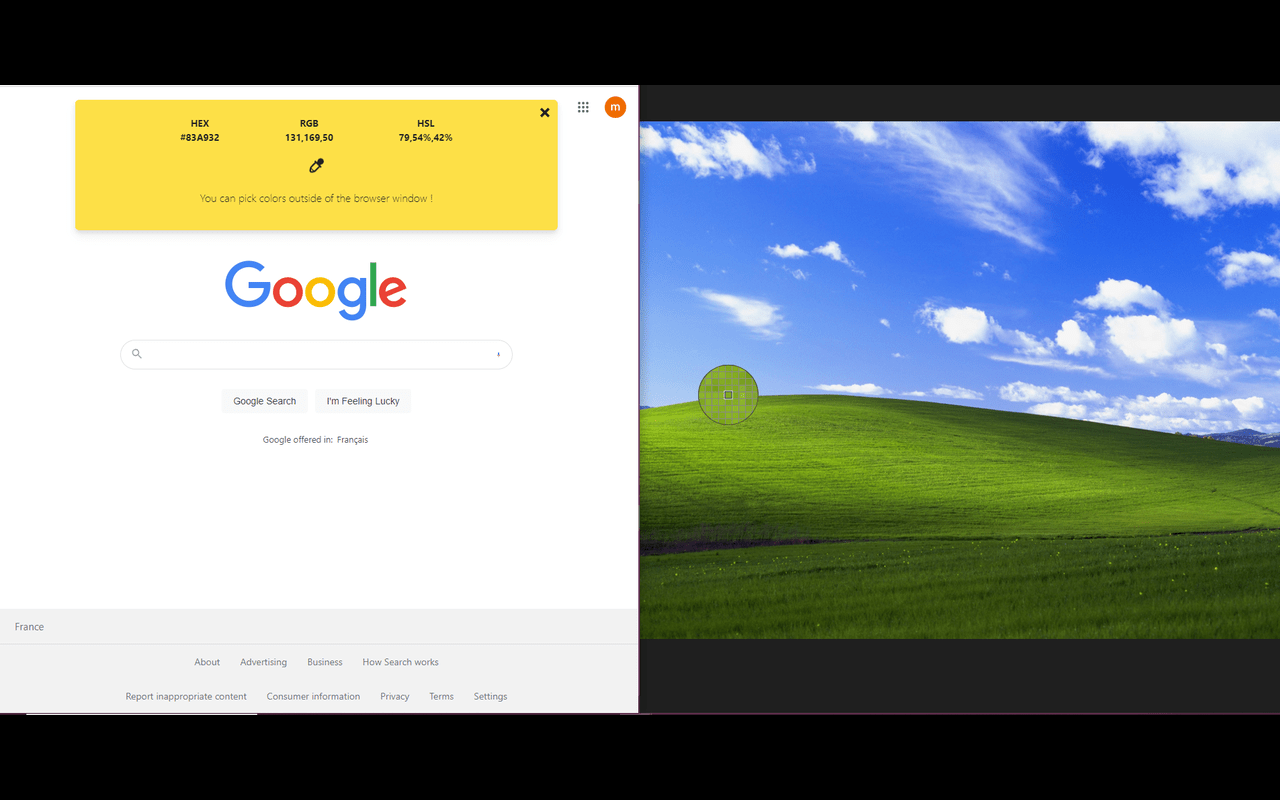 HEX RGB HSL
#83A932 131,169,50 79,54%,42%
You can pick colors outside of the browser window !
m
Google
Google Search I'm Feeling Lucky
Google offered in: Français
France
About Advertising Business How Search works
Report inappropriate content Consumer information Privacy Terms Settings